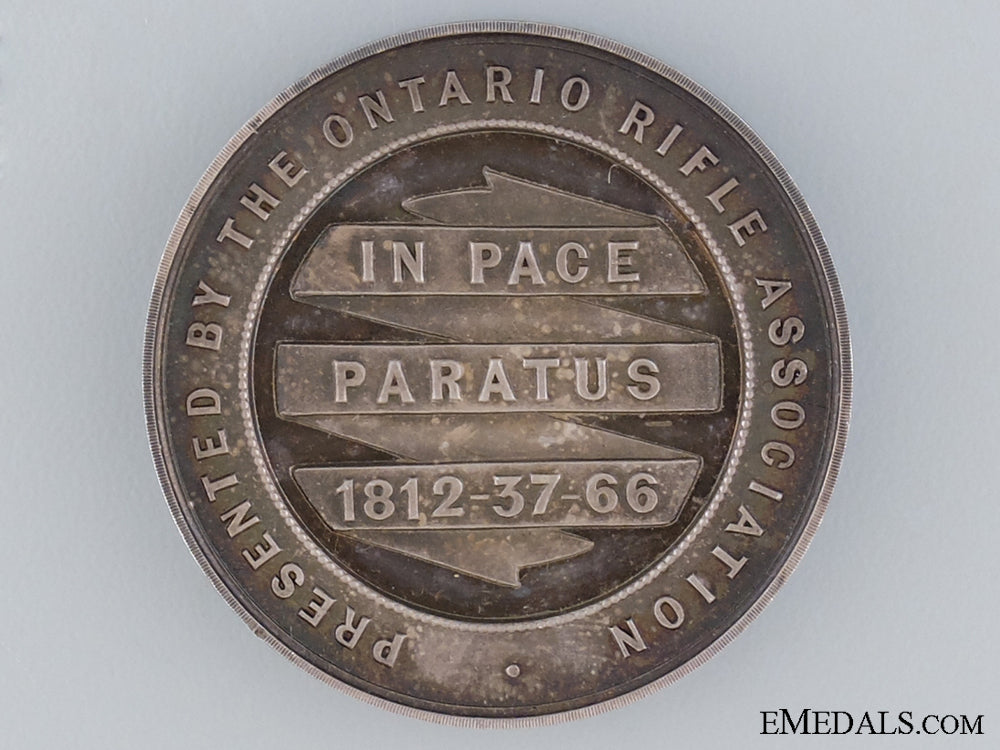 PRESENTED BY THE ONTARIO RIFLE ASSOCIATION
IN PACE
PARATUS
1812-37-66
EMEDALS.COM